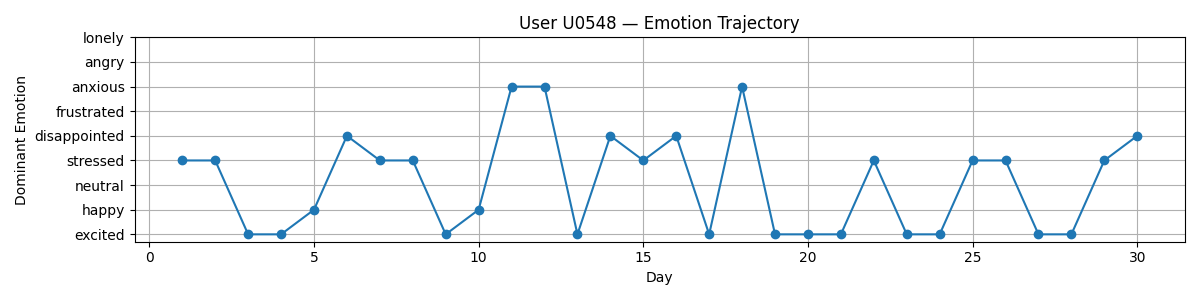 User U0548 — Emotion Trajectory
Dominant Emotion
lonely
angry
anxious
frustrated
disappointed
stressed
neutral
happy
excited
0 5 10 15 20 25 30
Day